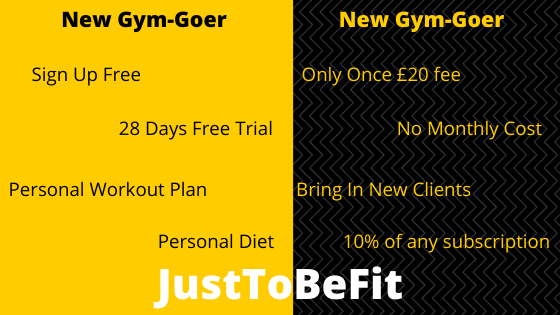 New Gym-Goer
Sign Up Free
28 Days Free Trial
Personal Workout Plan
Personal Diet
New Gym-Goer
Only Once £20 fee
No Monthly Cost
Bring In New Clients
10% of any subscription
JustToBeFit